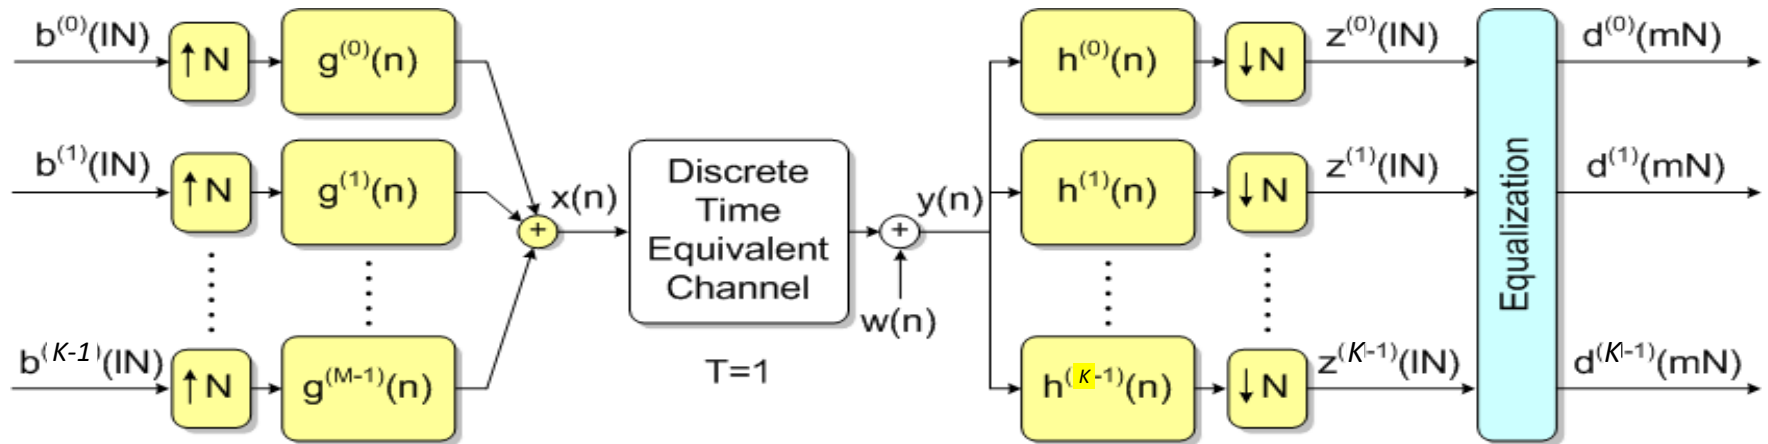 b⁽⁰⁾(lN) ↑N g⁽⁰⁾(n) h⁽⁰⁾(n) ↓N z⁽⁰⁾(lN) d⁽⁰⁾(mN)
b⁽¹⁾(lN) ↑N g⁽¹⁾(n) h⁽¹⁾(n) ↓N z⁽¹⁾(lN) d⁽¹⁾(mN)
x(n)
+
Discrete
Time
Equivalent
Channel
T=1
+
w(n)
y(n)
b⁽ᴷ⁻¹⁾(lN) ↑N g⁽ᴹ⁻¹⁾(n) h⁽ᴷ⁻¹⁾(n) ↓N z⁽ᴷ⁻¹⁾(lN) d⁽ᴷ⁻¹⁾(mN)
Equalization